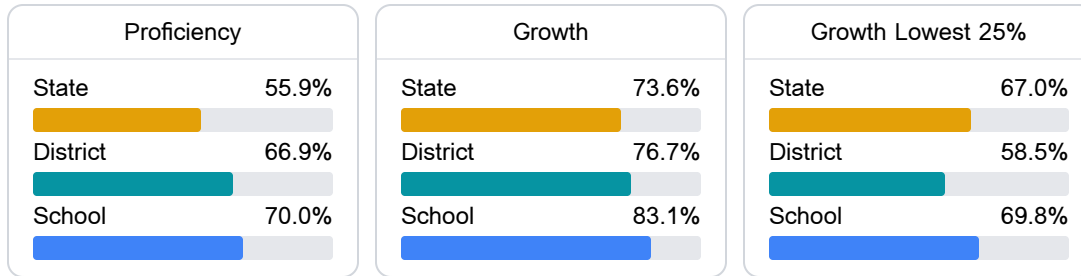 Proficiency
State 55.9%
District 66.9%
School 70.0%
Growth
State 73.6%
District 76.7%
School 83.1%
Growth Lowest 25%
State 67.0%
District 58.5%
School 69.8%